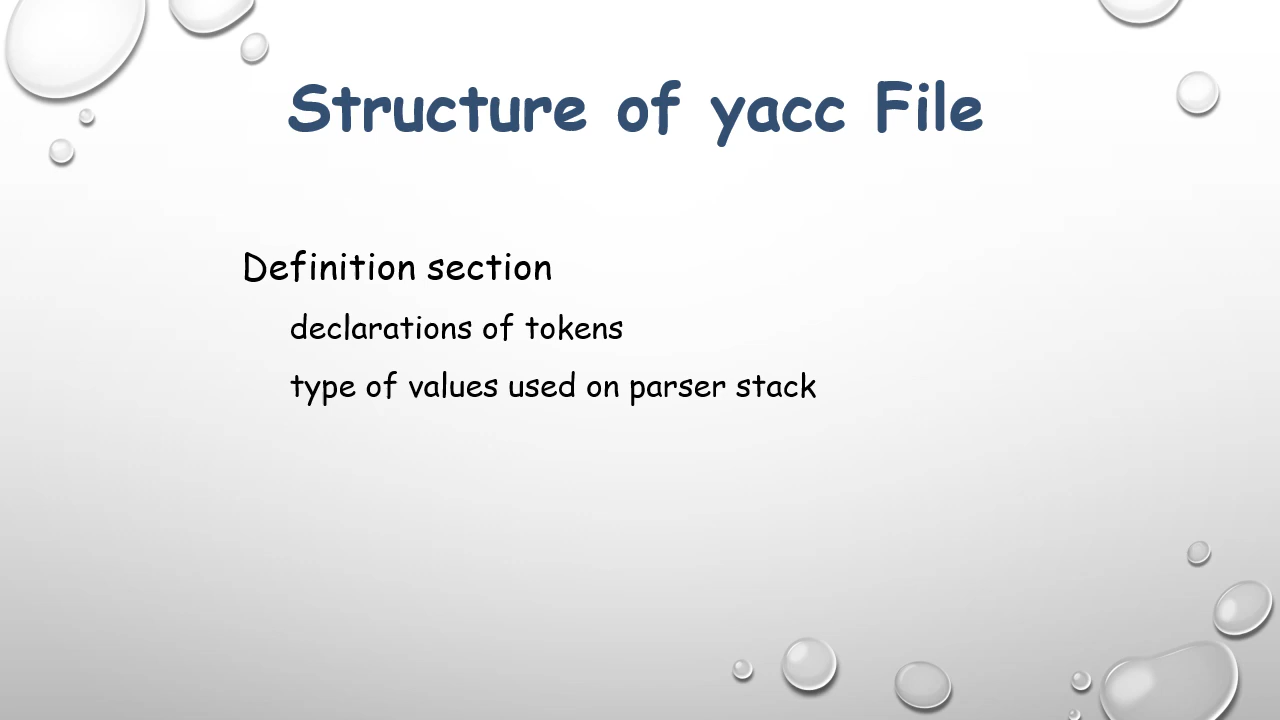 Structure of yacc File
Definition section
declarations of tokens
type of values used on parser stack